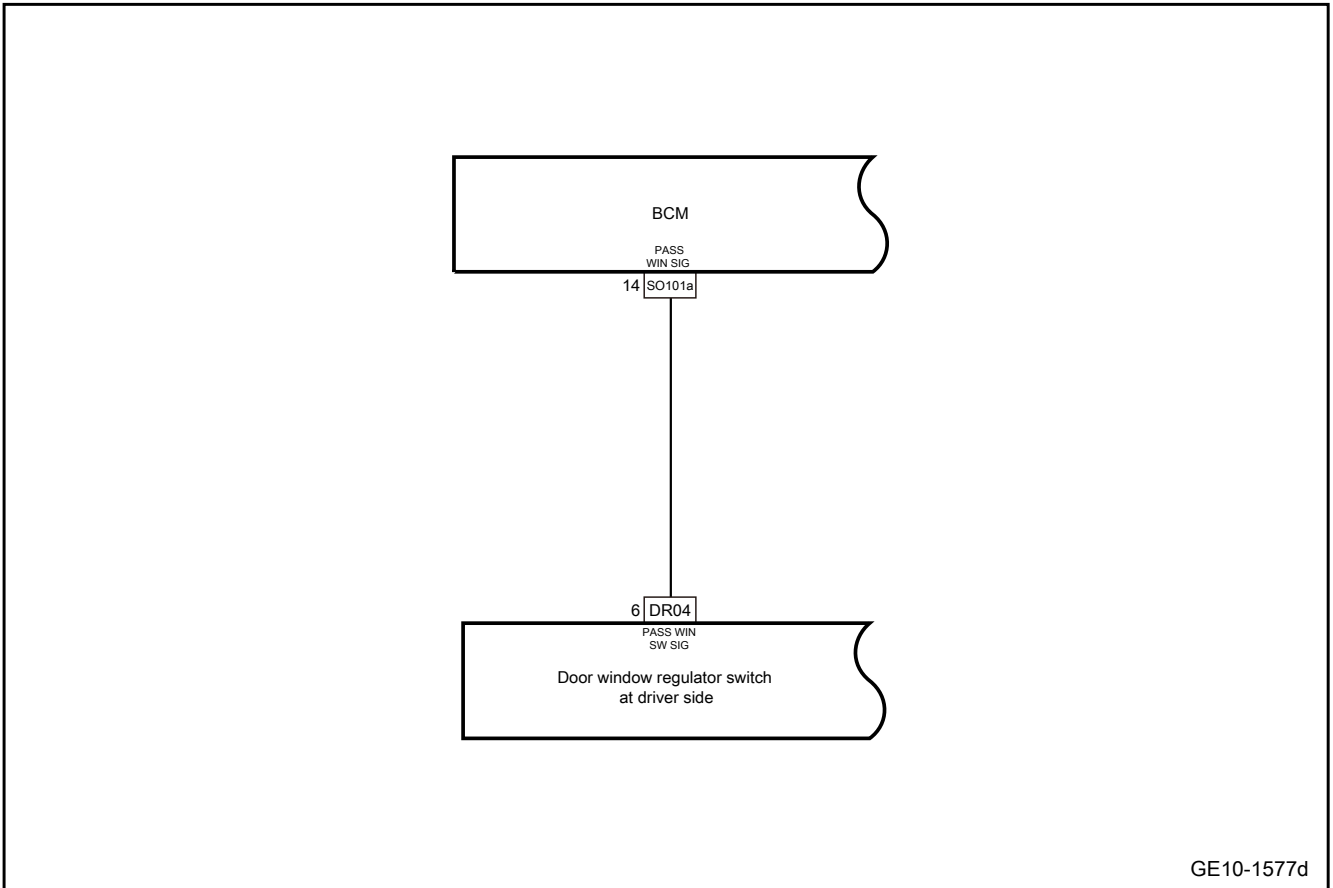 BCM
PASS
WIN SIG
14 SO101a
6 DR04
PASS WIN
SW SIG
Door window regulator switch
at driver side
GE10-1577d